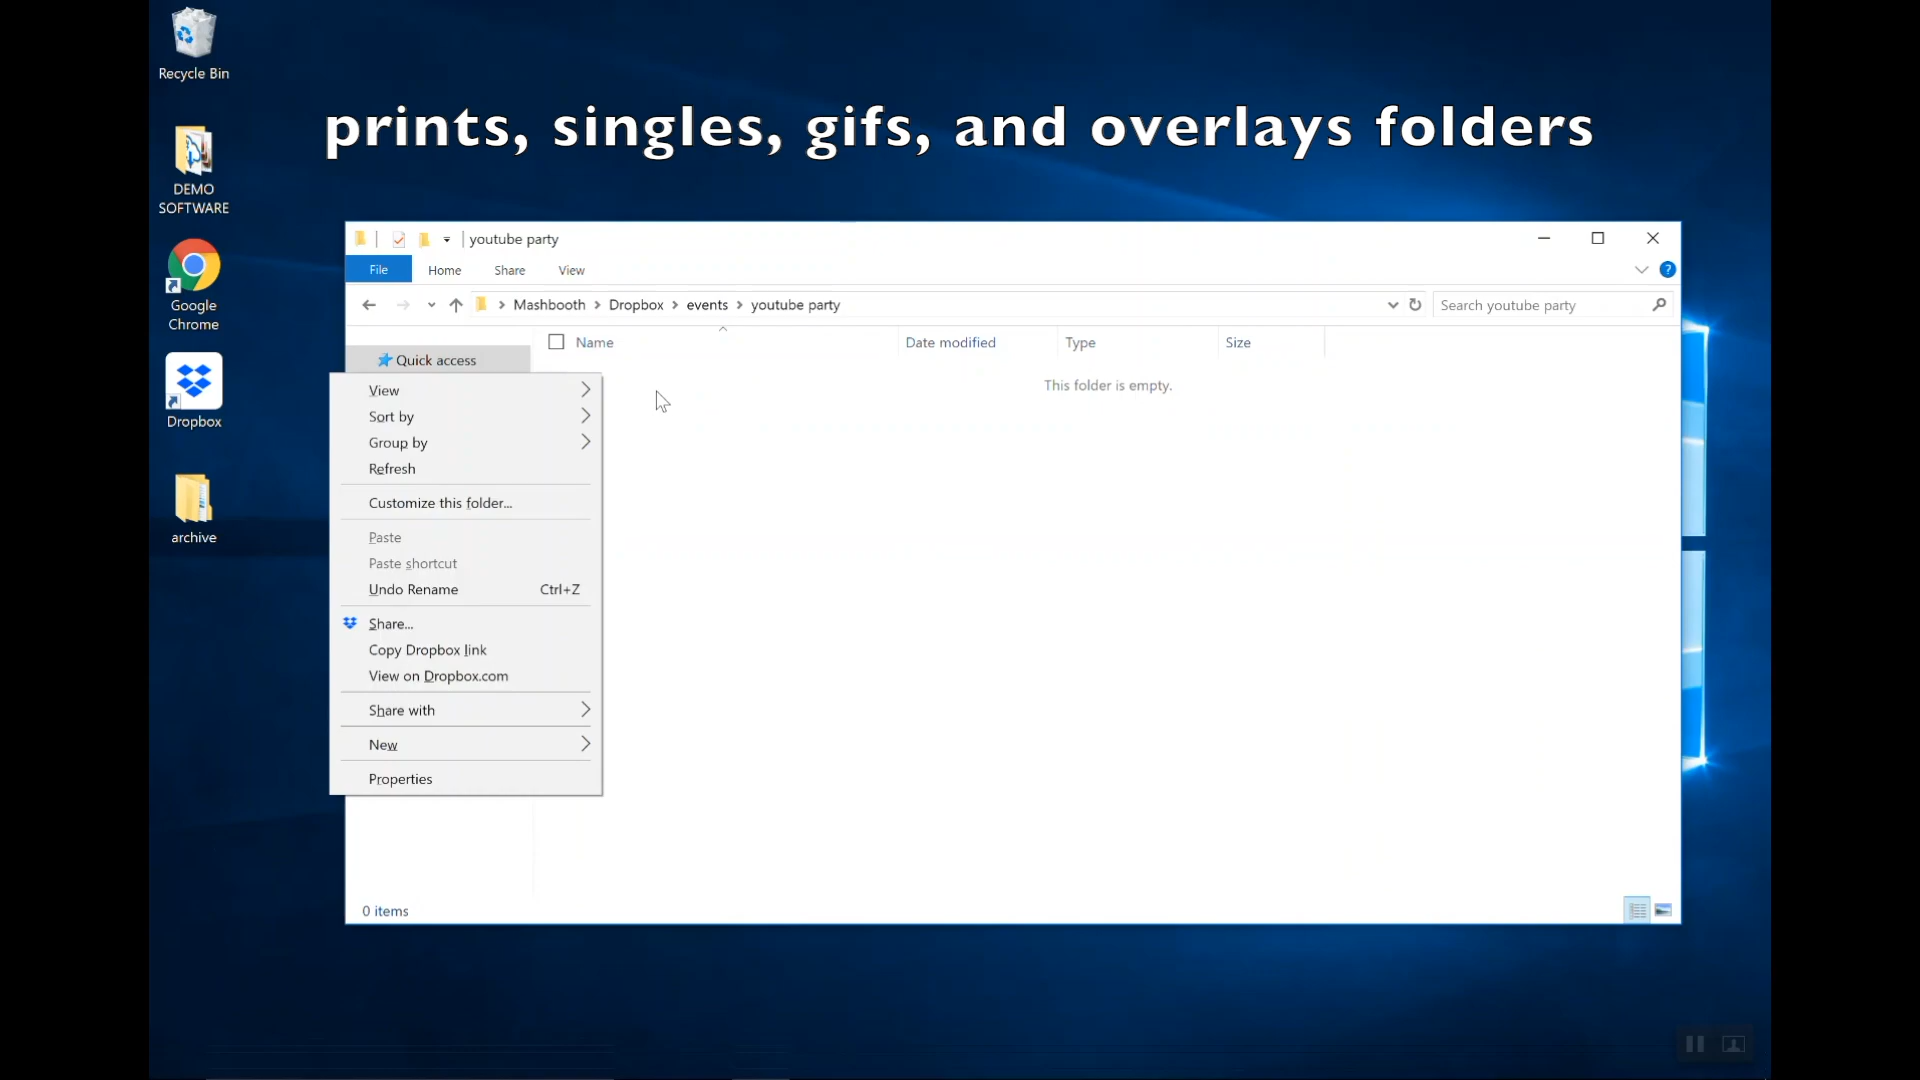 Recycle Bin
prints, singles, gifs, and overlays folders
DEMO
SOFTWARE
youtube party
File Home Share View
Google
Chrome
Mashbooth Dropbox events youtube party
Search youtube party
Name Date modified Type Size
Quick access
This folder is empty.
Dropbox
View
Sort by
Group by
Refresh
Customize this folder...
archive
Paste
Paste shortcut
Undo Rename Ctrl+Z
Share...
Copy Dropbox link
View on Dropbox.com
Share with
New
Properties
0 items